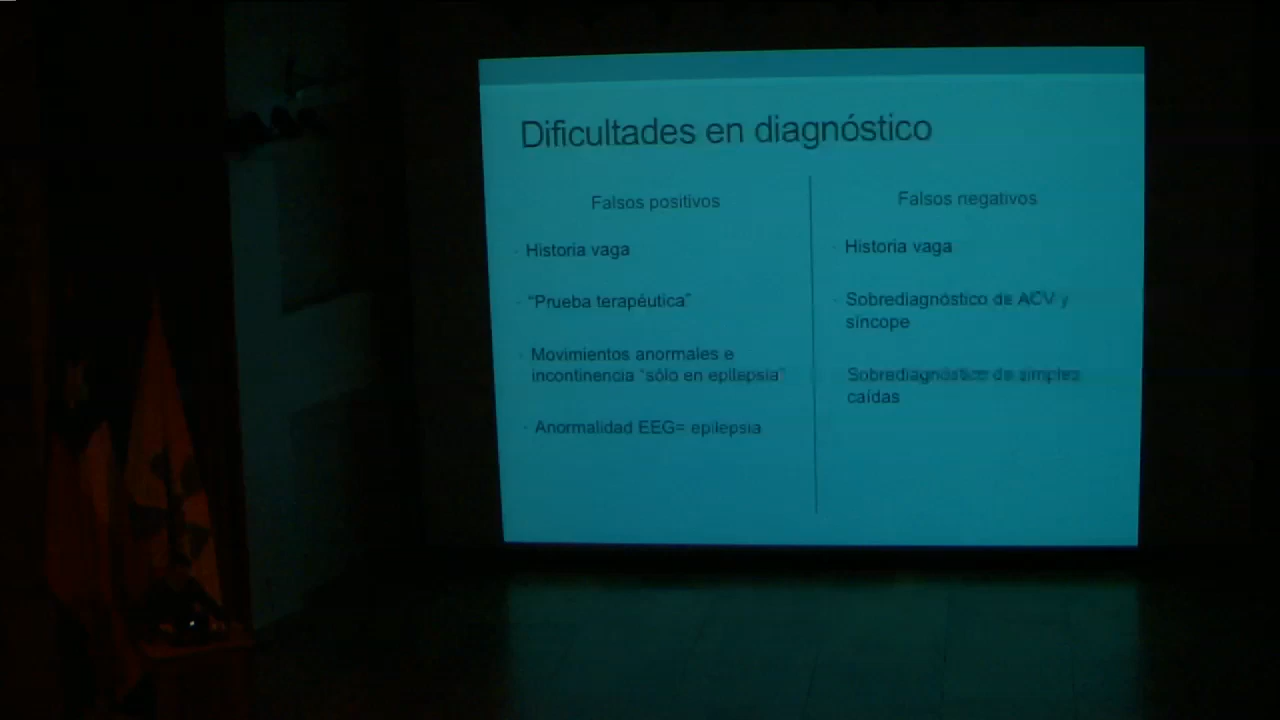 Dificultades en diagnóstico
Falsos positivos
- Historia vaga
- “Prueba terapéutica”
- Movimientos anormales e
incontinencia “sólo en epilepsia”
- Anormalidad EEG= epilepsia
Falsos negativos
- Historia vaga
- Sobrediagnóstico de ACV y
síncope
Sobrediagnóstico de simples
caídas